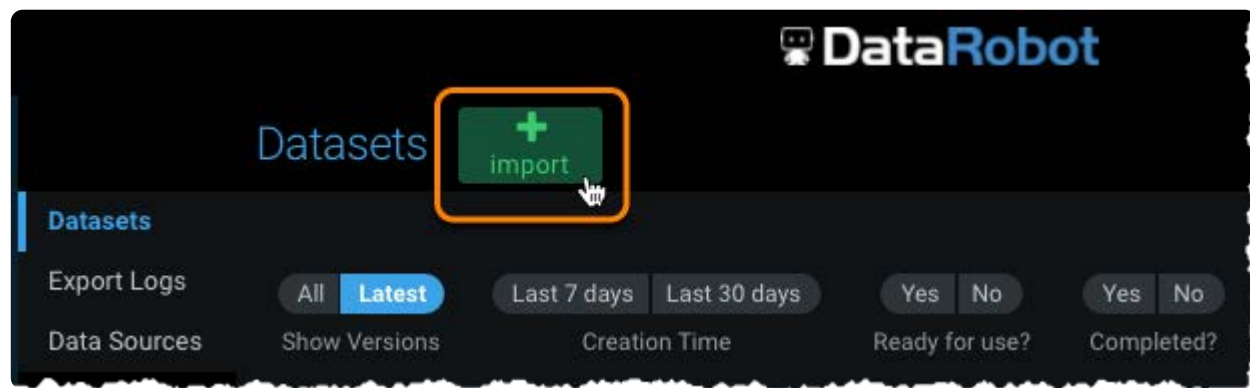 DataRobot
Datasets
import
Datasets
Export Logs
All Latest Last 7 days Last 30 days Yes No Yes No
Data Sources
Show Versions Creation Time Ready for use? Completed?